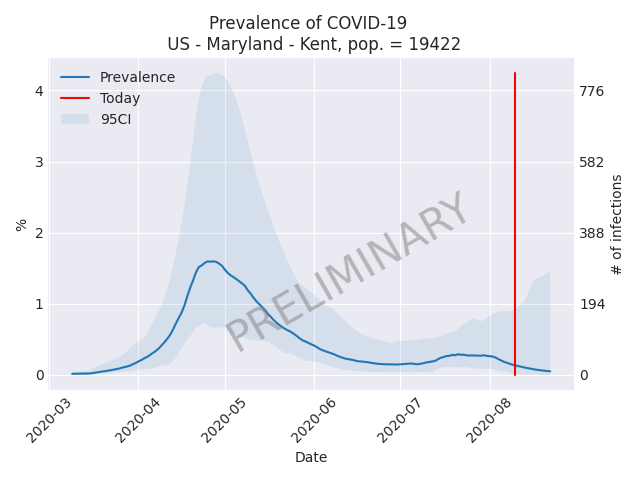 Prevalence of COVID-19
US - Maryland - Kent, pop. = 19422
Prevalence
Today
95CI
4
3
2
1
0
%
776
582
388
194
0
# of infections
PRELIMINARY
2020-03
2020-04
2020-05
2020-06
2020-07
2020-08
Date